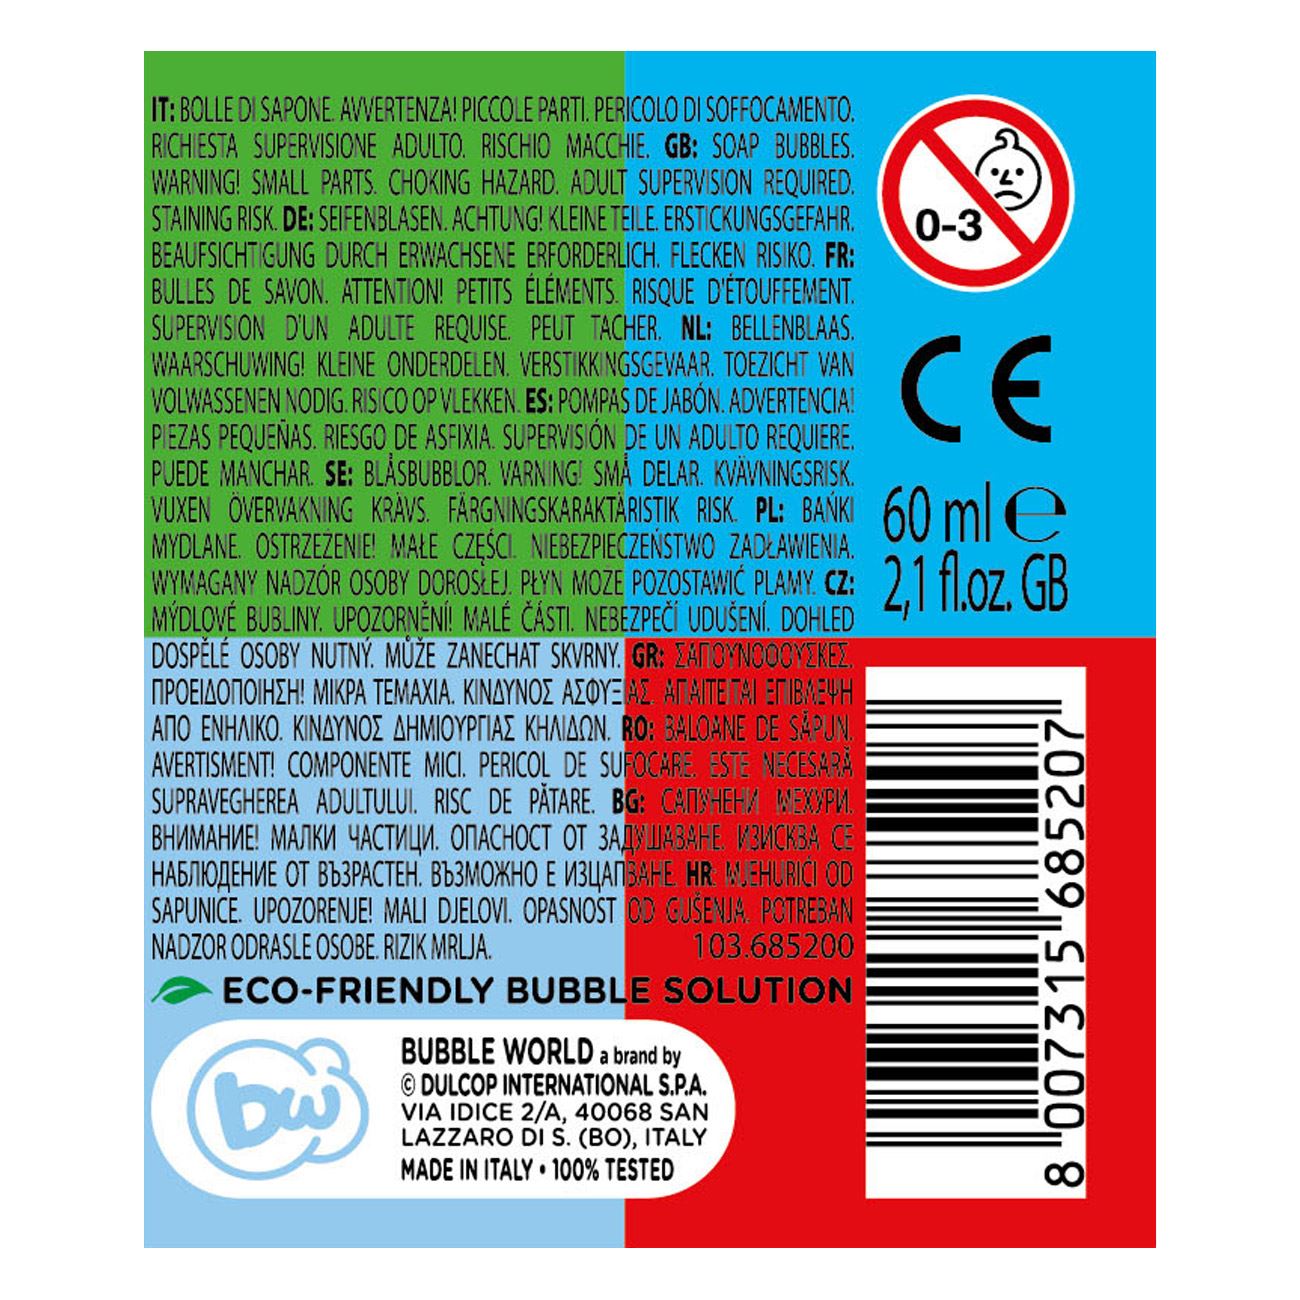 IT: BOLLE DI SAPONE. AVVERTENZA! PICCOLE PARTI. PERICOLO DI SOFFOCAMENTO.
RICHIESTA SUPERVISIONE ADULTO. RISCHIO MACCHIE. GB: SOAP BUBBLES.
WARNING! SMALL PARTS. CHOKING HAZARD. ADULT SUPERVISION REQUIRED.
STAINING RISK. DE: SEIFENBLASEN. ACHTUNG! KLEINE TEILE. ERSTICKUNGSGEFAHR.
BEAUFSICHTIGUNG DURCH ERWACHSENE ERFORDERLICH. FLECKEN RISIKO. FR:
BULLES DE SAVON. ATTENTION! PETITS ÉLÉMENTS. RISQUE D'ÉTOUFFEMENT.
SUPERVISION D'UN ADULTE REQUISE. PEUT TACHER. NL: BELLENBLAAS.
WAARSCHUWING! KLEINE ONDERDELEN. VERSTIKKINGSGEVAAR. TOEZICHT VAN
VOLWASSENEN NODIG. RISICO OP VLEKKEN. ES: POMPAS DE JABÓN. ADVERTENCIA!
PIEZAS PEQUEÑAS. RIESGO DE ASFIXIA. SUPERVISIÓN DE UN ADULTO REQUIERE.
PUEDE MANCHAR. SE: BLÅSBUBBLOR. VARNING! SMÅ DELAR. KVÄVNINGSRISK.
VUXEN ÖVERVAKNING KRÄVS. FÄRGNINGSKARAKTÄRISTIK RISK. PL: BAŃKI
MYDLANE. OSTRZEŻENIE! MAŁE CZĘŚCI. NIEBEZPIECZEŃSTWO ZADŁAWIENIA.
WYMAGANY NADZÓR OSOBY DOROSŁEJ. PŁYN MOŻE POZOSTAWIĆ PLAMY. CZ:
MÝDLOVÉ BUBLINY. UPOZORNĚNÍ! MALÉ ČÁSTI. NEBEZPEČÍ UDUŠENÍ. DOHLED
DOSPĚLÉ OSOBY NUTNÝ. MŮŽE ZANECHAT SKVRNY. GR: ΣΑΠΟΥΝΟΦΟΥΣΚΕΣ.
ΠΡΟΕΙΔΟΠΟΙΗΣΗ! ΜΙΚΡΑ ΤΕΜΑΧΙΑ. ΚΙΝΔΥΝΟΣ ΑΣΦΥΞΙΑΣ. ΑΠΑΙΤΕΙΤΑΙ ΕΠΙΒΛΕΨΗ
ΑΠΟ ΕΝΗΛΙΚΟ. ΚΙΝΔΥΝΟΣ ΔΗΜΙΟΥΡΓΙΑΣ ΚΗΛΙΔΩΝ. RO: BALOANE DE SĂPUN.
AVERTISMENT! COMPONENTE MICI. PERICOL DE SUFOCARE. ESTE NECESARĂ
SUPRAVEGHEREA ADULTULUI. RISC DE PĂTARE. BG: САПУНЕНИ МЕХУРИ.
ВНИМАНИЕ! МАЛКИ ЧАСТИЦИ. ОПАСНОСТ ОТ ЗАДУШАВАНЕ. ИЗИСКВА СЕ
НАБЛЮДЕНИЕ ОТ ВЪЗРАСТЕН. ВЪЗМОЖНО Е ИЗЦАПВАНЕ. HR: MJEHURIĆI OD
SAPUNICE. UPOZORENJE! MALI DJELOVI. OPASNOST OD GUŠENJA. POTREBAN
NADZOR ODRASLE OSOBE. RIZIK MRLJA. 103.685200
ECO-FRIENDLY BUBBLE SOLUTION
bw
BUBBLE WORLD a brand by
© DULCOP INTERNATIONAL S.P.A.
VIA IDICE 2/A, 40068 SAN
LAZZARO DI S. (BO), ITALY
MADE IN ITALY • 100% TESTED
0-3
CE
60 ml ℮
2,1 fl.oz. GB
8 007315 685207